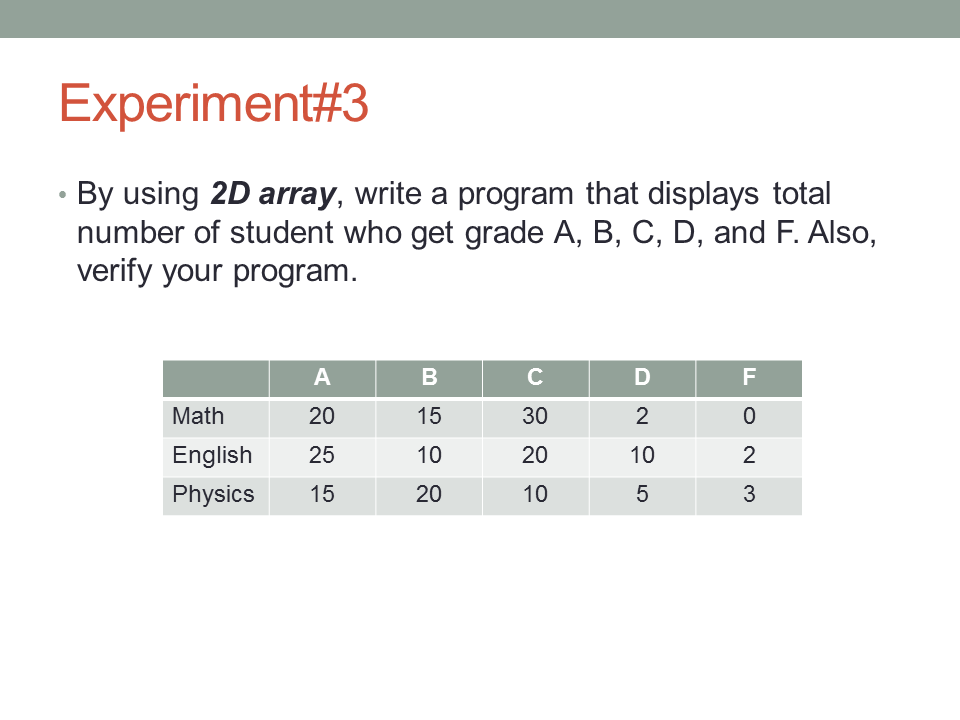 Experiment#3
• By using 2D array, write a program that displays total
number of student who get grade A, B, C, D, and F. Also,
verify your program.
A B C D F
Math 20 15 30 2 0
English 25 10 20 10 2
Physics 15 20 10 5 3